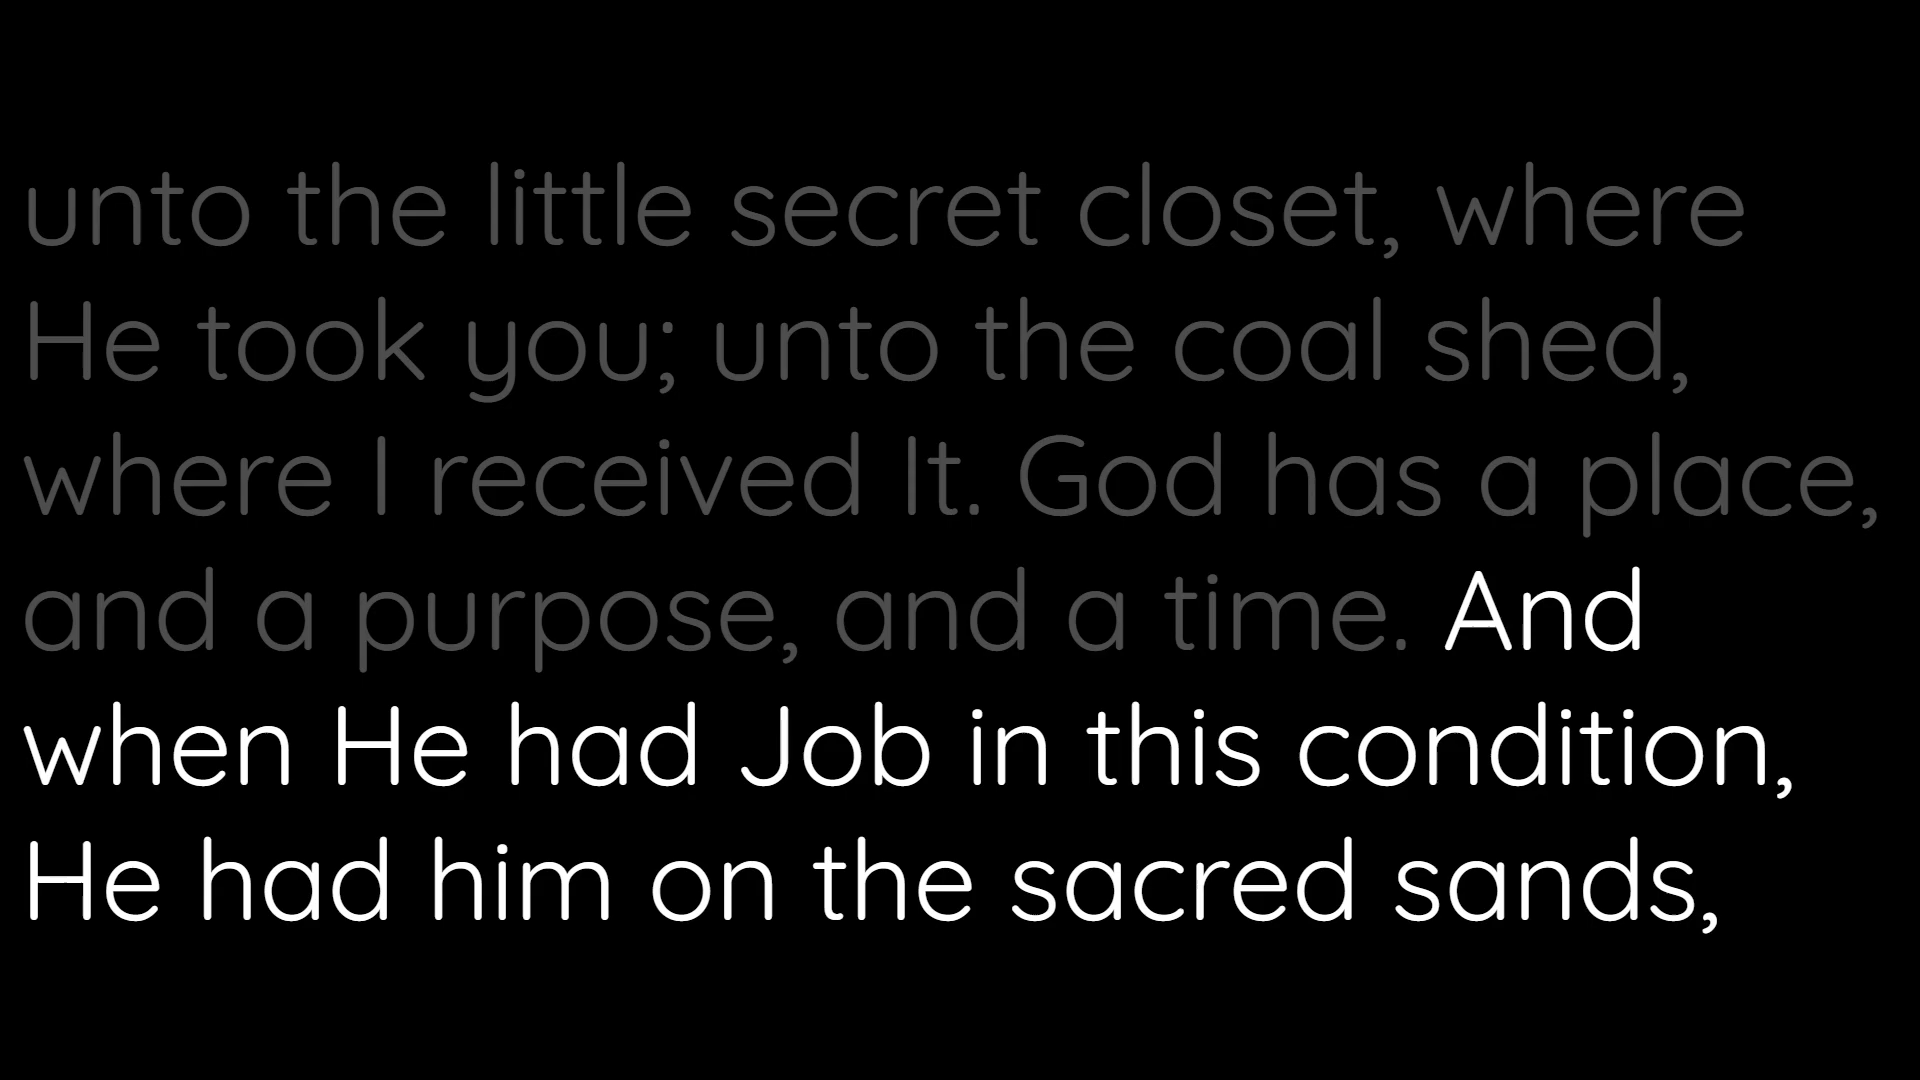 unto the little secret closet, where
He took you; unto the coal shed,
where I received It. God has a place,
and a purpose, and a time. And
when He had Job in this condition,
He had him on the sacred sands,